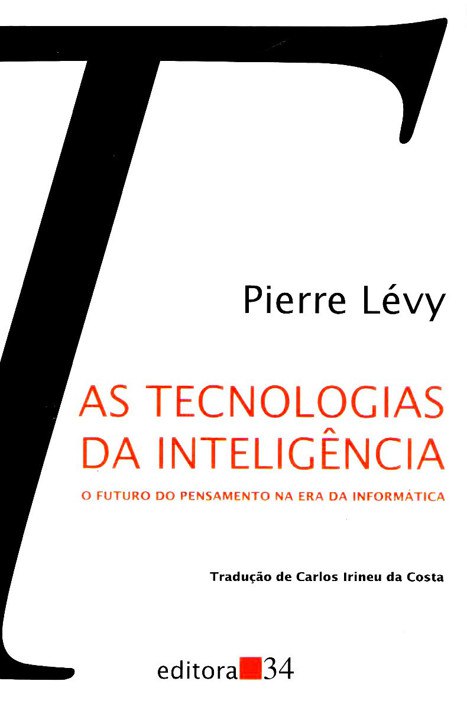 T
Pierre Lévy
AS TECNOLOGIAS
DA INTELIGÊNCIA
O FUTURO DO PENSAMENTO NA ERA DA INFORMÁTICA
Tradução de Carlos Irineu da Costa
editora 34